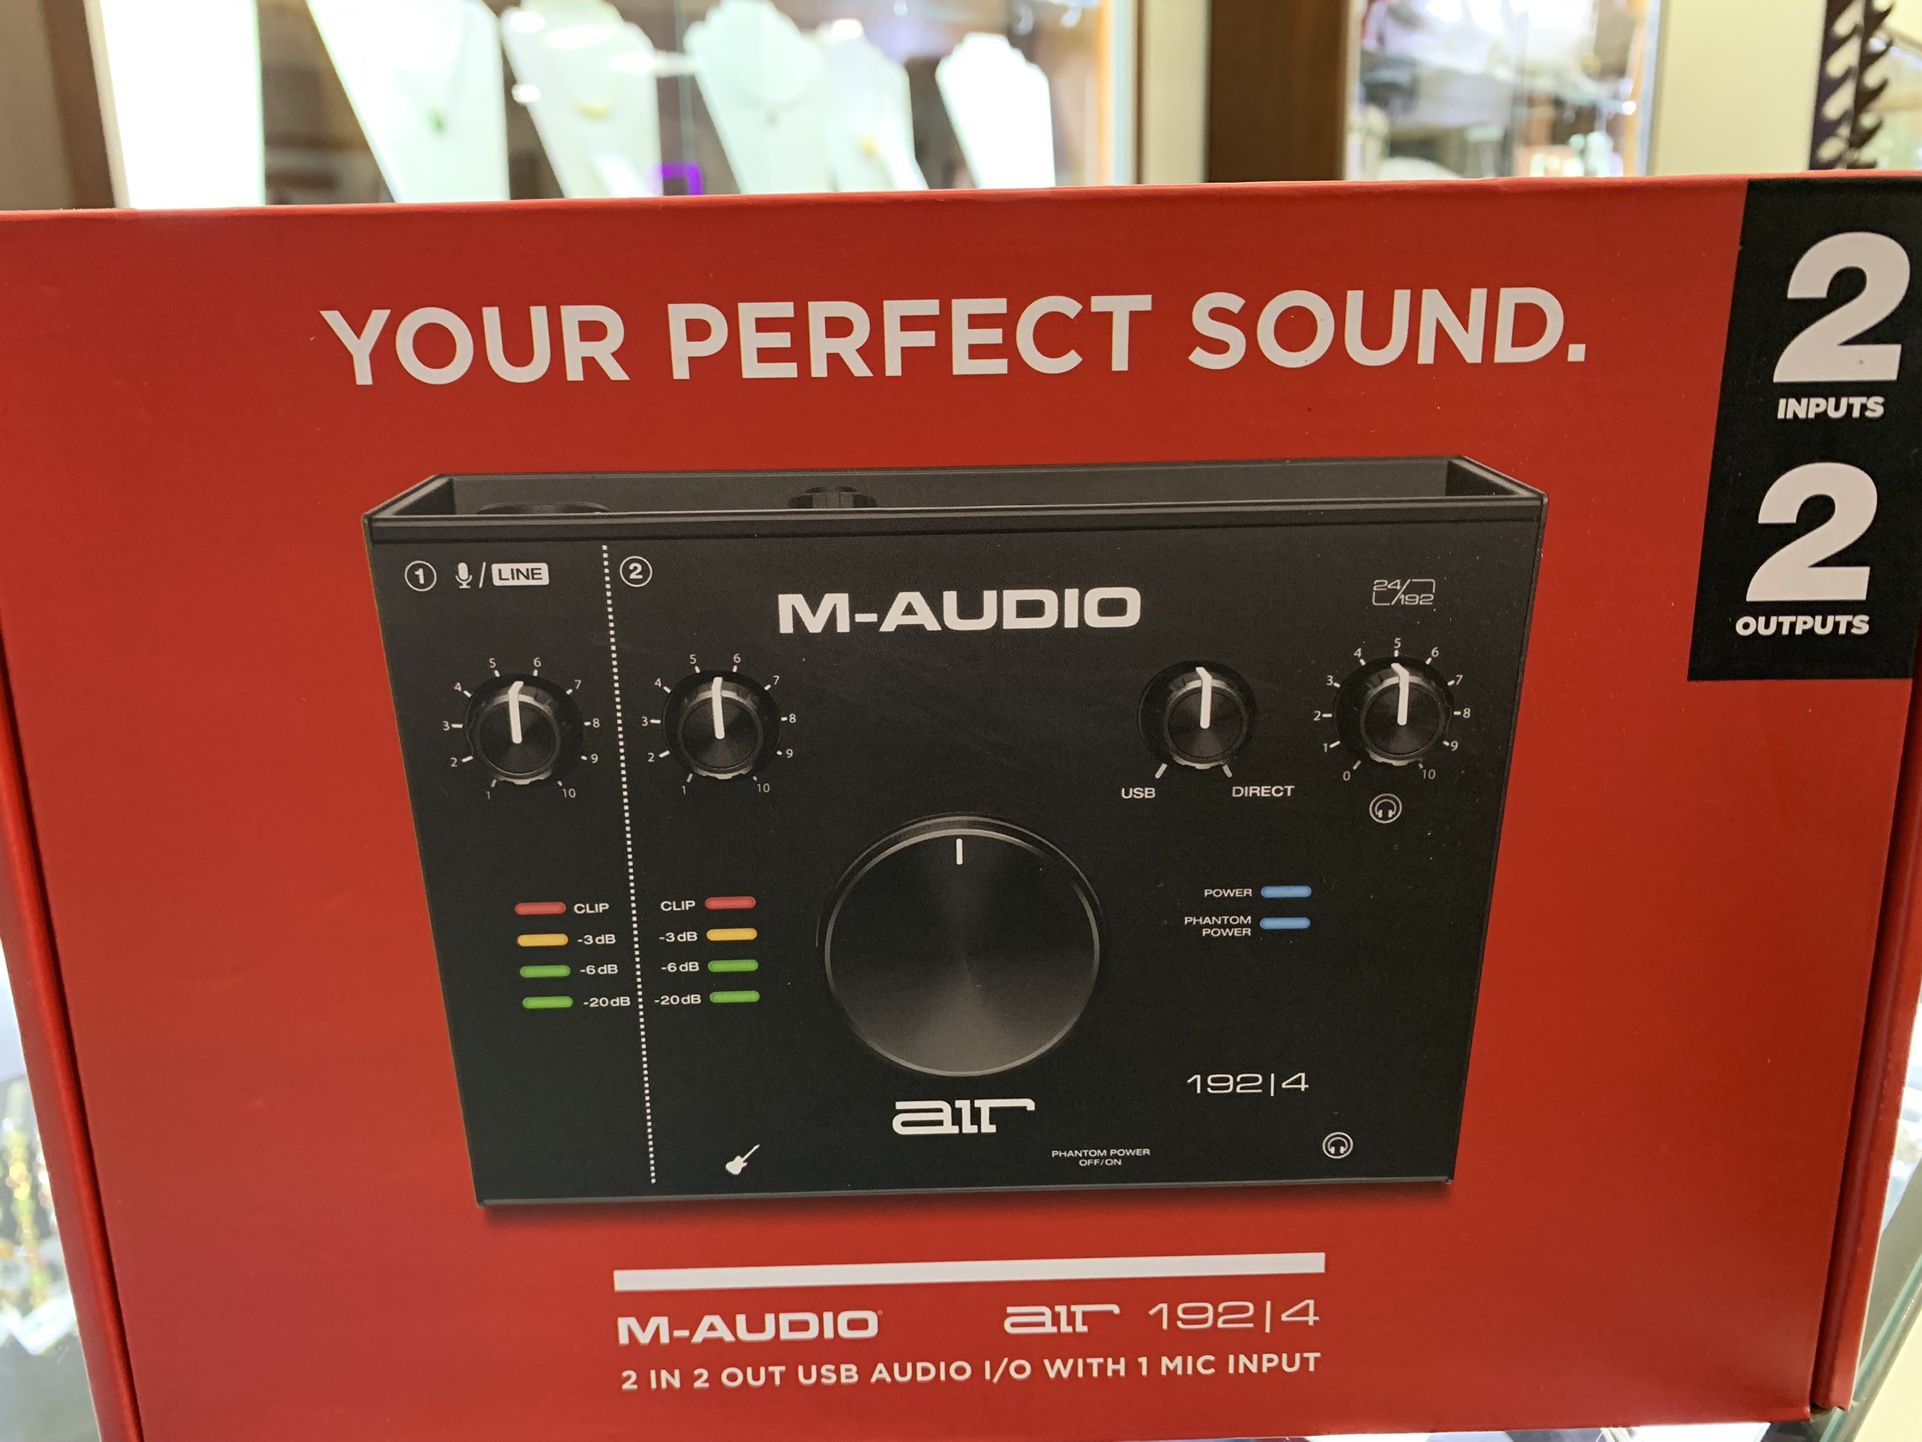 YOUR PERFECT SOUND.
2
INPUTS
2
OUTPUTS
1 / LINE
2
M-AUDIO
24/192
1 2 3 4 5 6 7 8 9 10
1 2 3 4 5 6 7 8 9 10
USB DIRECT
0 1 2 3 4 5 6 7 8 9 10
CLIP
-3dB
-6dB
-20dB
CLIP
-3dB
-6dB
-20dB
POWER
PHANTOM
POWER
192|4
air
PHANTOM POWER
OFF/ON
M-AUDIO air 192|4
2 IN 2 OUT USB AUDIO I/O WITH 1 MIC INPUT